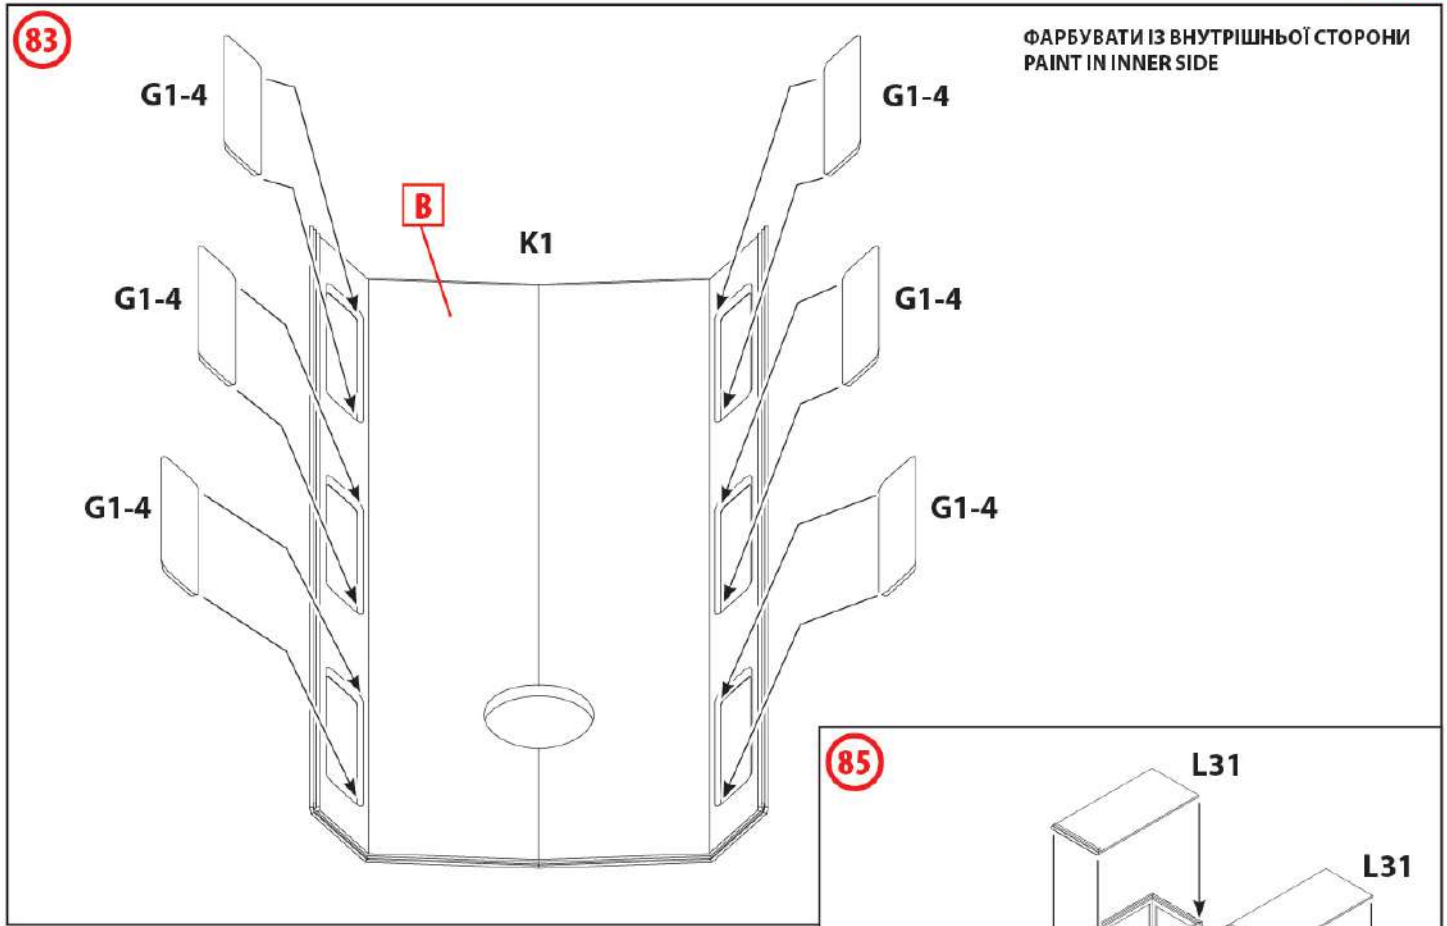 83
ФАРБУВАТИ ІЗ ВНУТРІШНЬОЇ СТОРОНИ
PAINT IN INNER SIDE
G1-4
G1-4
B
K1
G1-4
G1-4
G1-4
G1-4
85
L31
L31